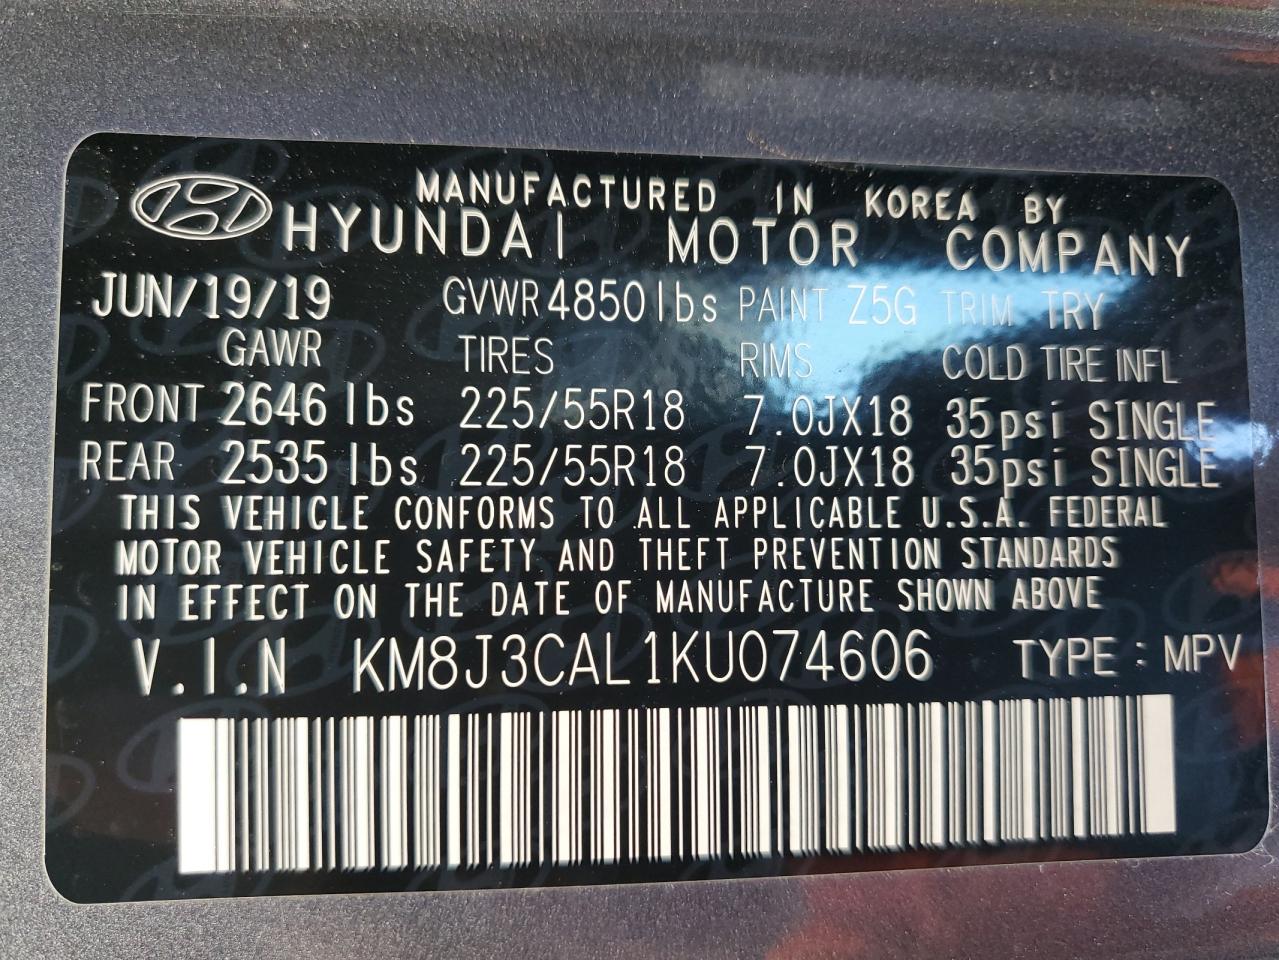 MANUFACTURED IN KOREA BY
HYUNDAI MOTOR COMPANY
JUN/19/19 GVWR 4850lbs PAINT Z5G TRIM TRY
GAWR TIRES RIMS COLD TIRE INFL
FRONT 2646 lbs 225/55R18 7.0JX18 35psi SINGLE
REAR 2535 lbs 225/55R18 7.0JX18 35psi SINGLE
THIS VEHICLE CONFORMS TO ALL APPLICABLE U.S.A. FEDERAL
MOTOR VEHICLE SAFETY AND THEFT PREVENTION STANDARDS
IN EFFECT ON THE DATE OF MANUFACTURE SHOWN ABOVE
V.I.N KM8J3CAL1KU074606 TYPE : MPV